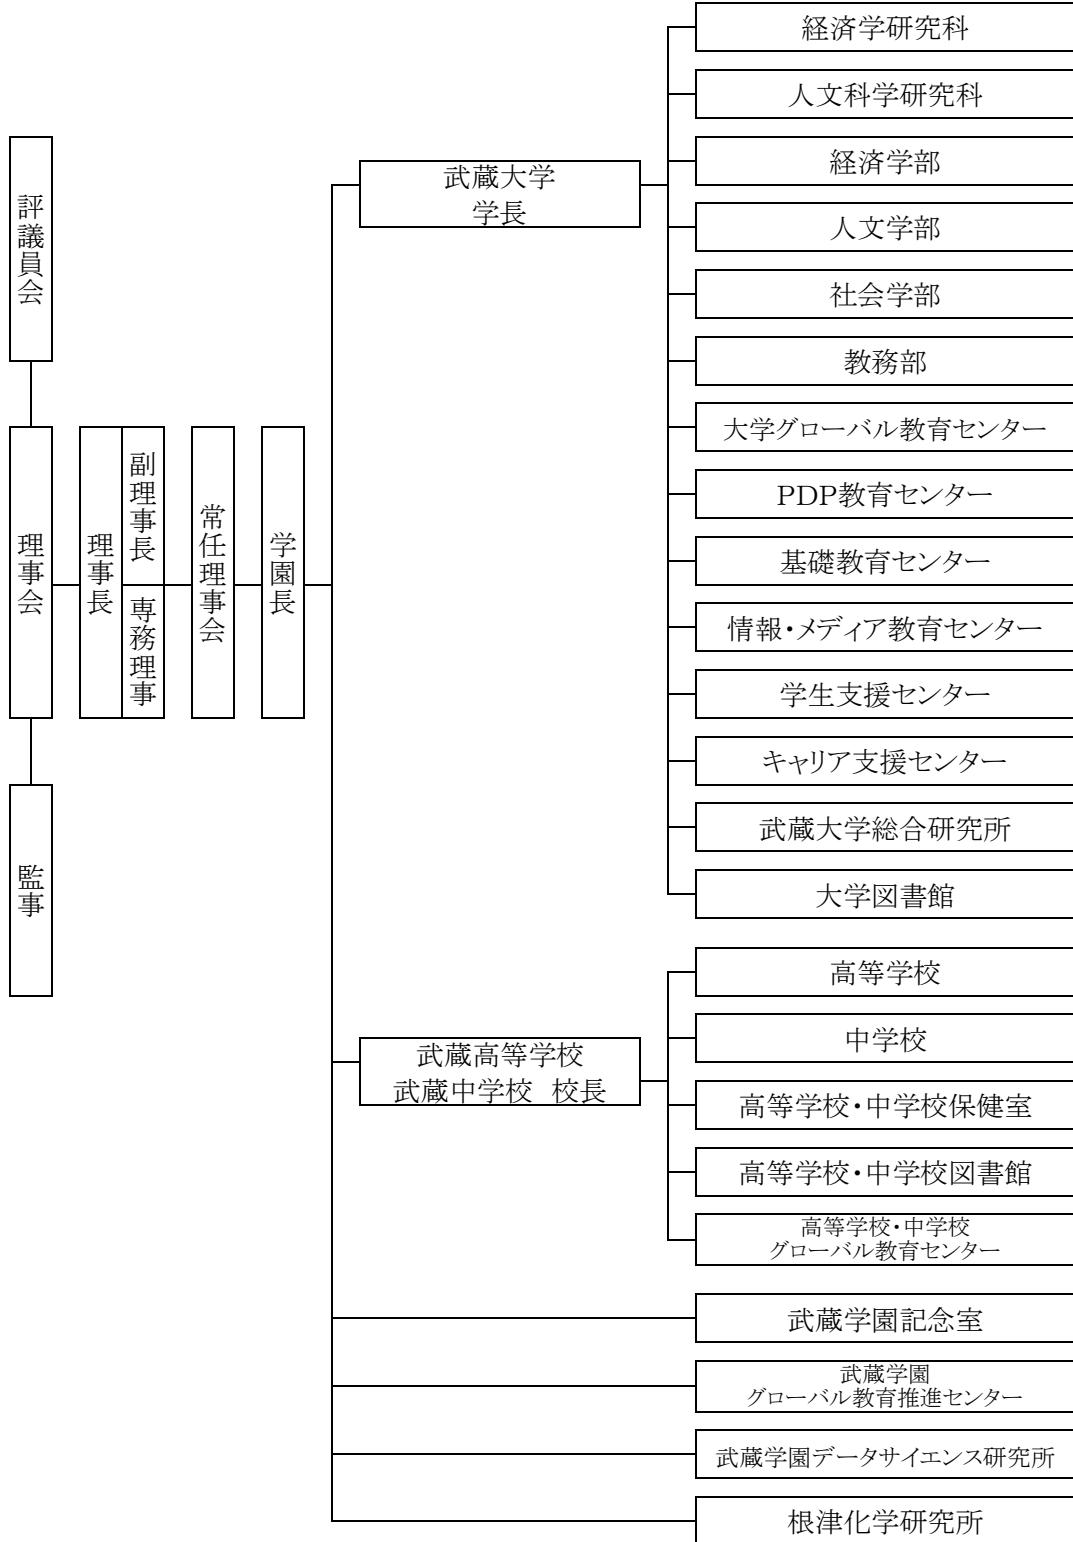 評議員会
理事会
監事
理事長
副理事長
専務理事
常任理事会
学園長
武蔵大学
学長
経済学研究科
人文科学研究科
経済学部
人文学部
社会学部
教務部
大学グローバル教育センター
PDP教育センター
基礎教育センター
情報・メディア教育センター
学生支援センター
キャリア支援センター
武蔵大学総合研究所
大学図書館
武蔵高等学校
武蔵中学校 校長
高等学校
中学校
高等学校・中学校保健室
高等学校・中学校図書館
高等学校・中学校
グローバル教育センター
武蔵学園記念室
武蔵学園
グローバル教育推進センター
武蔵学園データサイエンス研究所
根津化学研究所